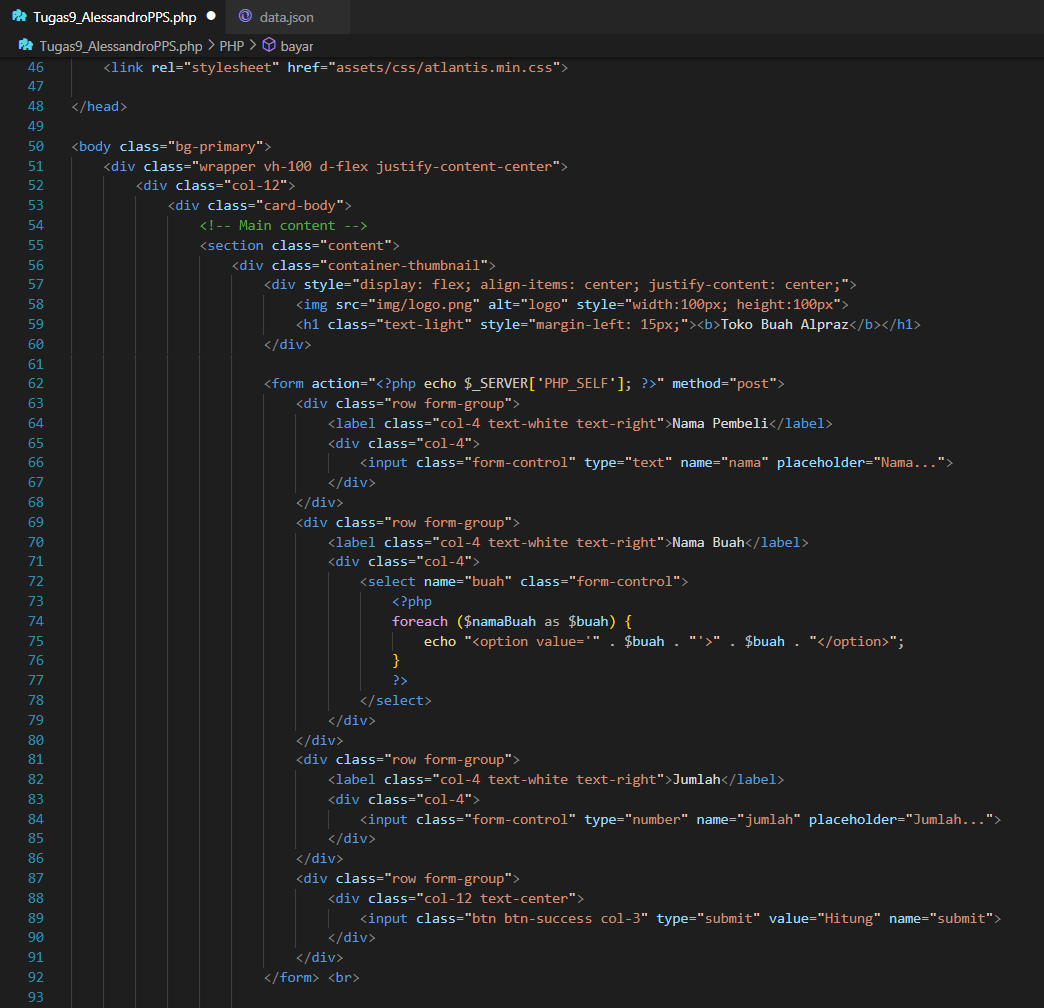 Tugas9_AlessandroPPS.php ● data.json
Tugas9_AlessandroPPS.php > PHP > bayar
46 <link rel="stylesheet" href="assets/css/atlantis.min.css">
47
48 </head>
49
50 <body class="bg-primary">
51 <div class="wrapper vh-100 d-flex justify-content-center">
52 <div class="col-12">
53 <div class="card-body">
54 <!-- Main content -->
55 <section class="content">
56 <div class="container-thumbnail">
57 <div style="display: flex; align-items: center; justify-content: center;">
58 <img src="img/logo.png" alt="logo" style="width:100px; height:100px">
59 <h1 class="text-light" style="margin-left: 15px;"><b>Toko Buah Alpraz</b></h1>
60 </div>
61
62 <form action="<?php echo $_SERVER['PHP_SELF']; ?>" method="post">
63 <div class="row form-group">
64 <label class="col-4 text-white text-right">Nama Pembeli</label>
65 <div class="col-4">
66 <input class="form-control" type="text" name="nama" placeholder="Nama...">
67 </div>
68 </div>
69 <div class="row form-group">
70 <label class="col-4 text-white text-right">Nama Buah</label>
71 <div class="col-4">
72 <select name="buah" class="form-control">
73 <?php
74 foreach ($namaBuah as $buah) {
75 echo "<option value='" . $buah . "'>" . $buah . "</option>";
76 }
77 ?>
78 </select>
79 </div>
80 </div>
81 <div class="row form-group">
82 <label class="col-4 text-white text-right">Jumlah</label>
83 <div class="col-4">
84 <input class="form-control" type="number" name="jumlah" placeholder="Jumlah...">
85 </div>
86 </div>
87 <div class="row form-group">
88 <div class="col-12 text-center">
89 <input class="btn btn-success col-3" type="submit" value="Hitung" name="submit">
90 </div>
91 </div>
92 </form> <br>
93